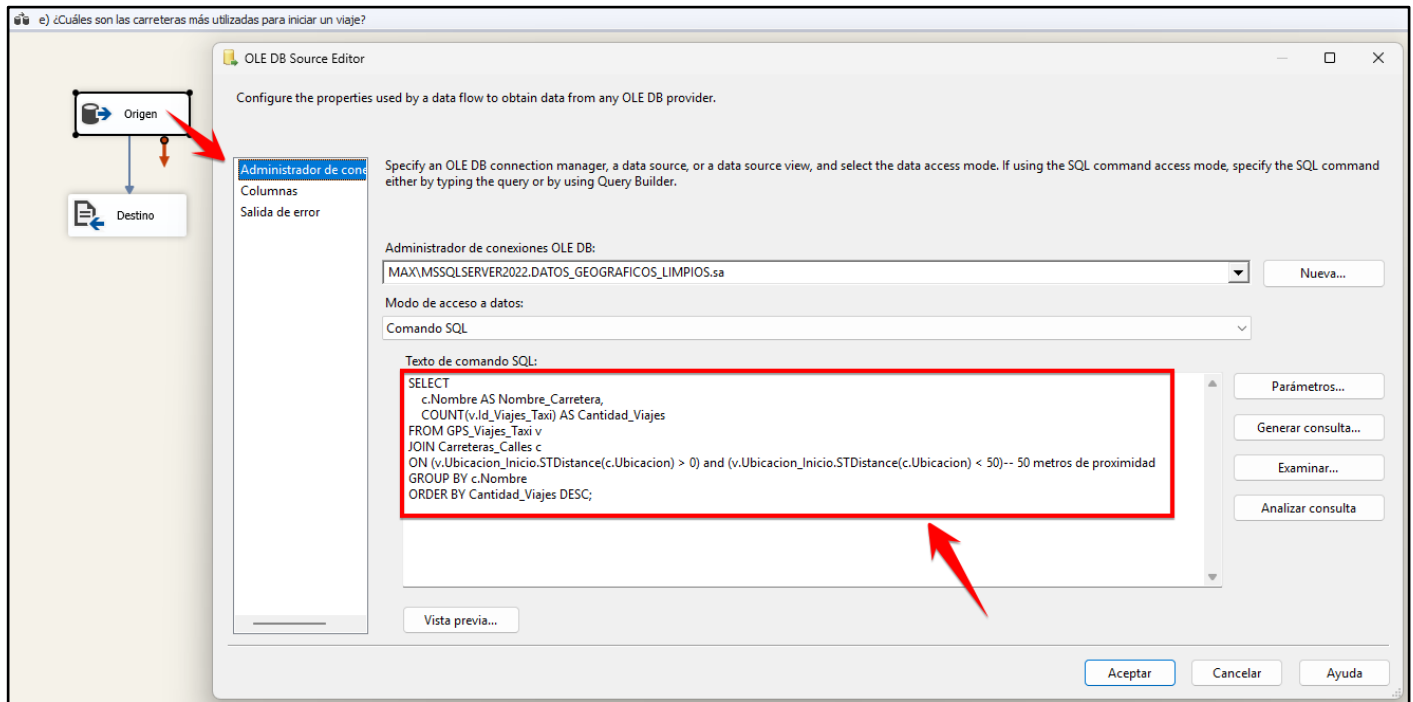 e) ¿Cuáles son las carreteras más utilizadas para iniciar un viaje?
OLE DB Source Editor
Configure the properties used by a data flow to obtain data from any OLE DB provider.
Origen
Destino
Administrador de cone
Columnas
Salida de error
Specify an OLE DB connection manager, a data source, or a data source view, and select the data access mode. If using the SQL command access mode, specify the SQL command
either by typing the query or by using Query Builder.
Administrador de conexiones OLE DB:
MAX\MSSQLSERVER2022.DATOS_GEOGRAFICOS_LIMPIOS.sa
Nueva...
Modo de acceso a datos:
Comando SQL
Texto de comando SQL:
SELECT
c.Nombre AS Nombre_Carretera,
COUNT(v.Id_Viajes_Taxi) AS Cantidad_Viajes
FROM GPS_Viajes_Taxi v
JOIN Carreteras_Calles c
ON (v.Ubicacion_Inicio.STDistance(c.Ubicacion) > 0) and (v.Ubicacion_Inicio.STDistance(c.Ubicacion) < 50)-- 50 metros de proximidad
GROUP BY c.Nombre
ORDER BY Cantidad_Viajes DESC;
Parámetros...
Generar consulta...
Examinar...
Analizar consulta
Vista previa...
Aceptar
Cancelar
Ayuda